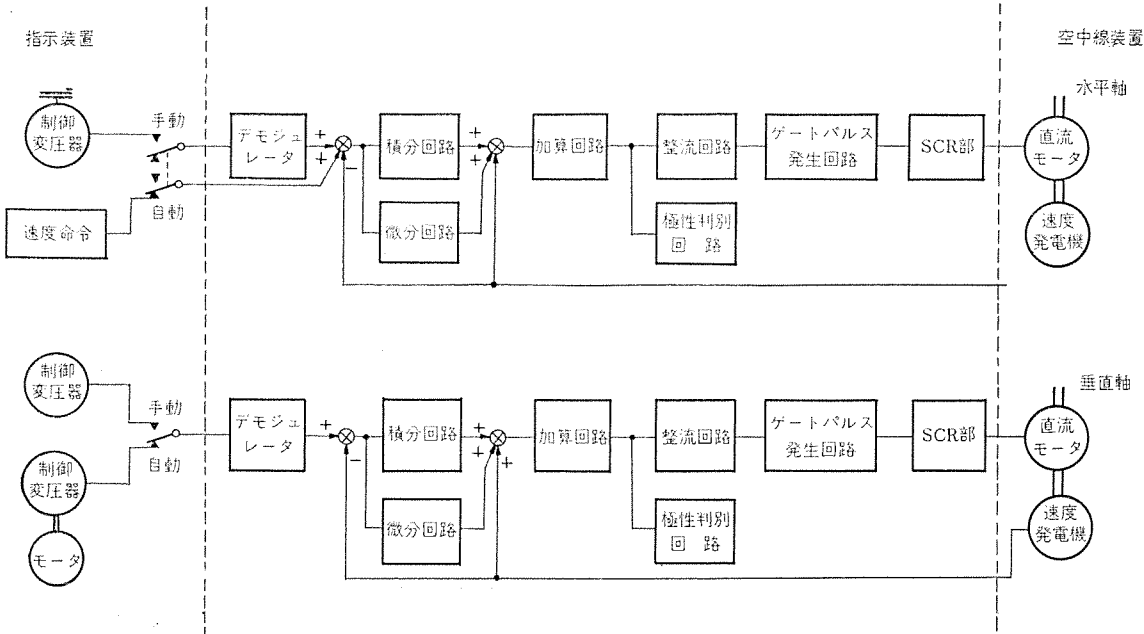 指示装置
空中線装置
水平軸
制御
変圧器
手動
自動
速度命令
デモジュ
レータ
+
+
−
積分回路
微分回路
+
+
加算回路
整流回路
極性判別
回路
ゲートパルス
発生回路
SCR部
直流
モータ
速度
発電機
垂直軸
制御
変圧器
手動
自動
制御
変圧器
モータ
デモジュ
レータ
+
−
積分回路
微分回路
+
+
+
加算回路
整流回路
極性判別
回路
ゲートパルス
発生回路
SCR部
直流
モータ
速度
発電機